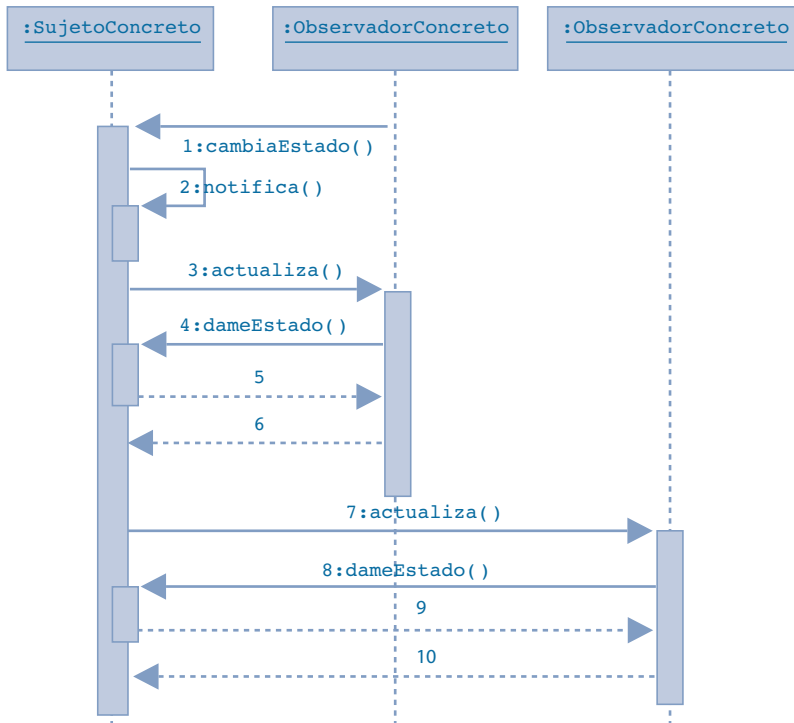 :SujetoConcreto
:ObservadorConcreto
:ObservadorConcreto
1:cambiaEstado()
2:notifica()
3:actualiza()
4:dameEstado()
5
6
7:actualiza()
8:dameEstado()
9
10